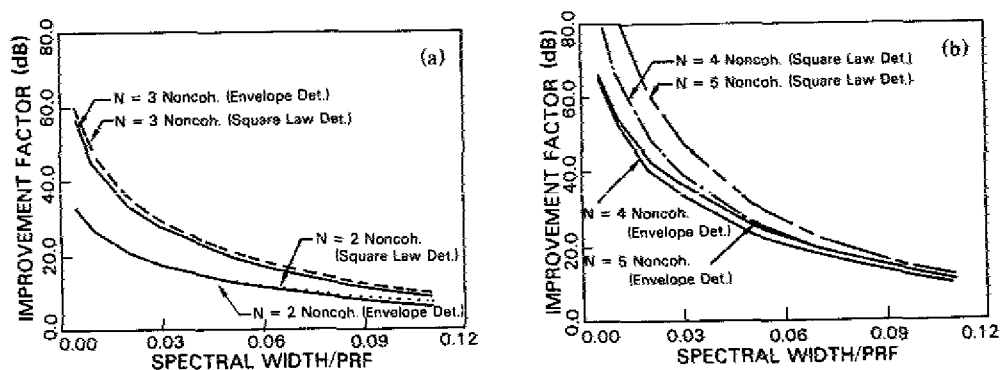 (a)
IMPROVEMENT FACTOR (dB)
80.0
60.0
40.0
20.0
0.0
N = 3 Noncoh. (Envelope Det.)
N = 3 Noncoh. (Square Law Det.)
N = 2 Noncoh.
(Square Law Det.)
N = 2 Noncoh. (Envelope Det.)
0.00
0.03
0.06
0.09
0.12
SPECTRAL WIDTH/PRF
(b)
IMPROVEMENT FACTOR (dB)
80.0
60.0
40.0
20.0
0.0
N = 4 Noncoh. (Square Law Det.)
N = 5 Noncoh. (Square Law Det.)
N = 4 Noncoh.
(Envelope Det.)
N = 5 Noncoh.
(Envelope Det.)
0.00
0.03
0.06
0.09
0.12
SPECTRAL WIDTH/PRF